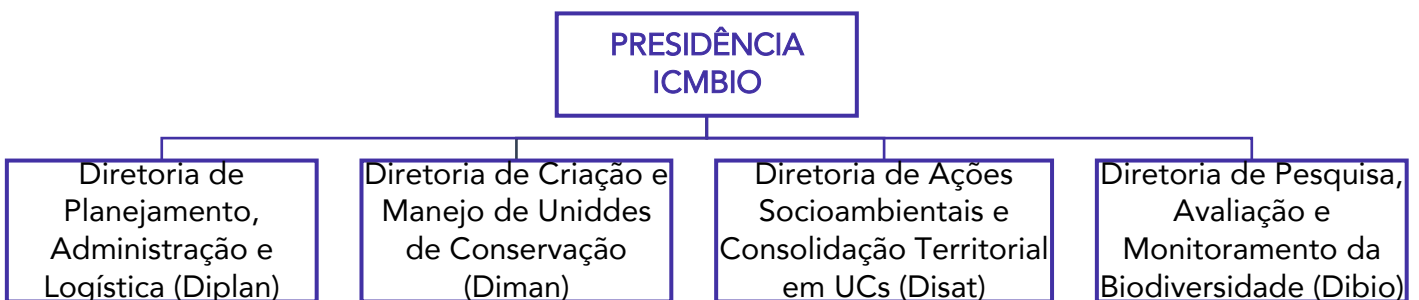 PRESIDÊNCIA
ICMBIO
Diretoria de
Planejamento,
Administração e
Logística (Diplan)
Diretoria de Criação e
Manejo de Uniddes
de Conservação
(Diman)
Diretoria de Ações
Socioambientais e
Consolidação Territorial
em UCs (Disat)
Diretoria de Pesquisa,
Avaliação e
Monitoramento da
Biodiversidade (Dibio)